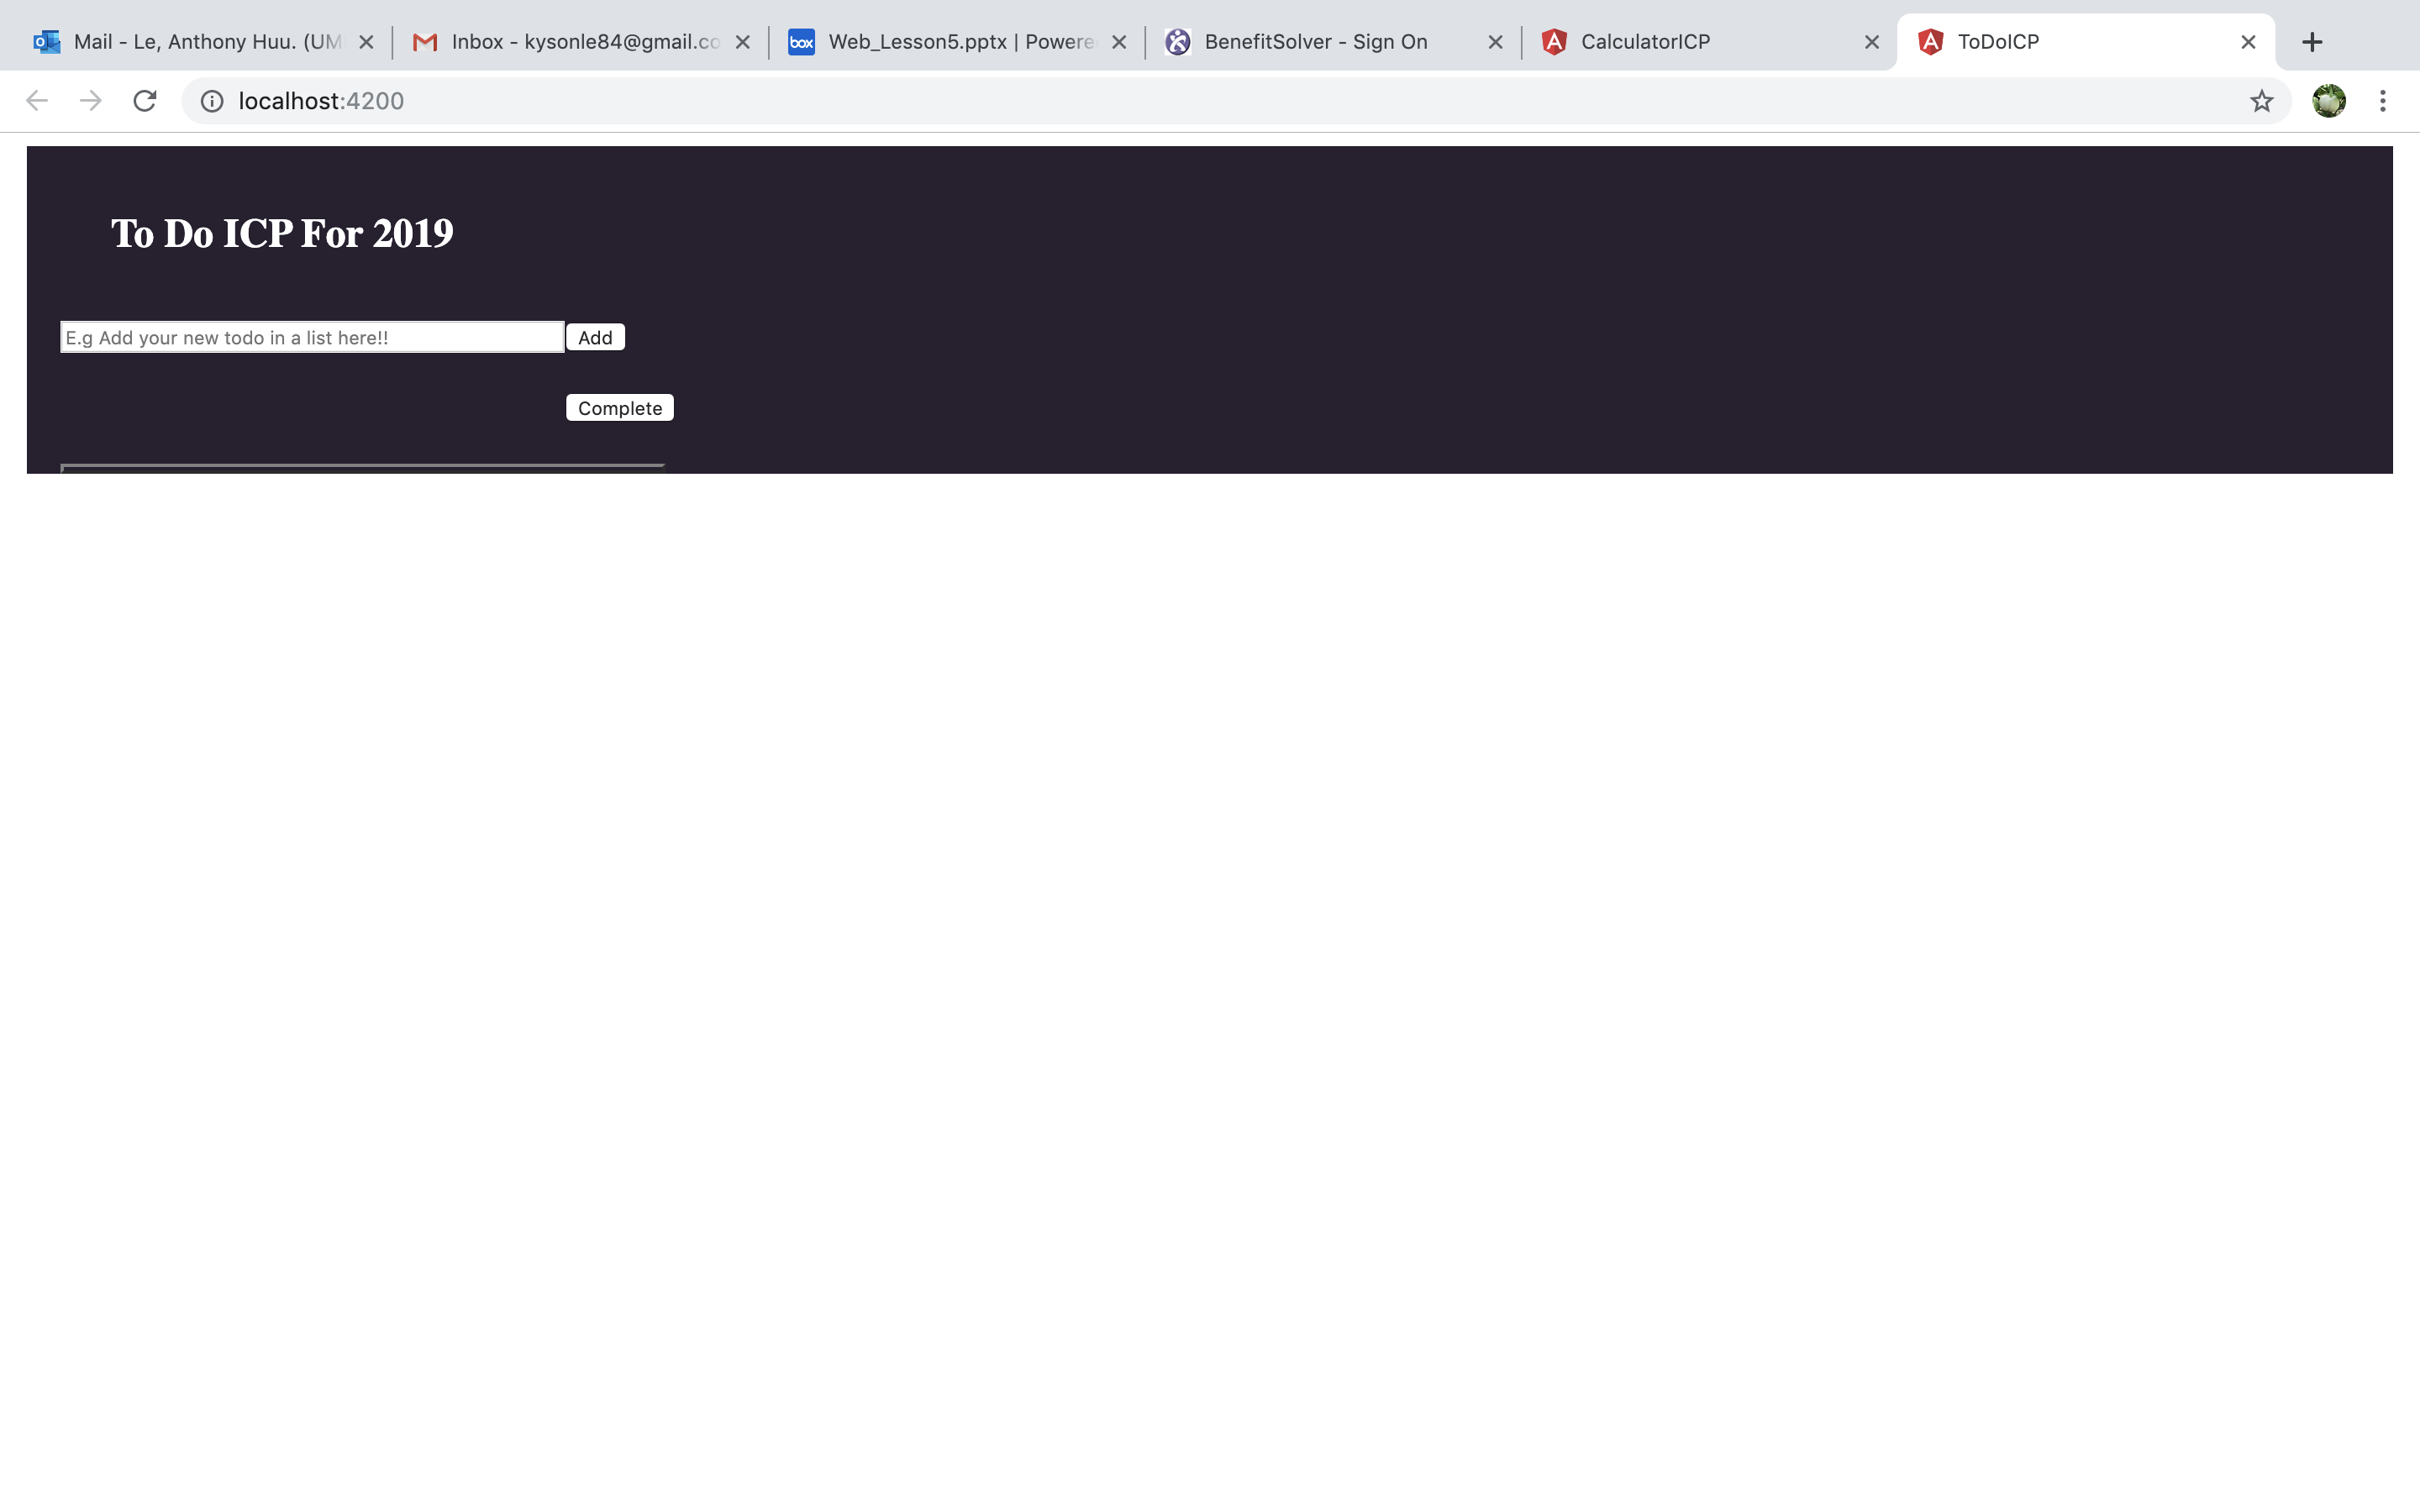 Mail - Le, Anthony Huu. (UM
Inbox - kysonle84@gmail.co
box
Web_Lesson5.pptx | Powere
BenefitSolver - Sign On
CalculatorICP
ToDoICP
localhost:4200
To Do ICP For 2019
E.g Add your new todo in a list here!!
Add
Complete